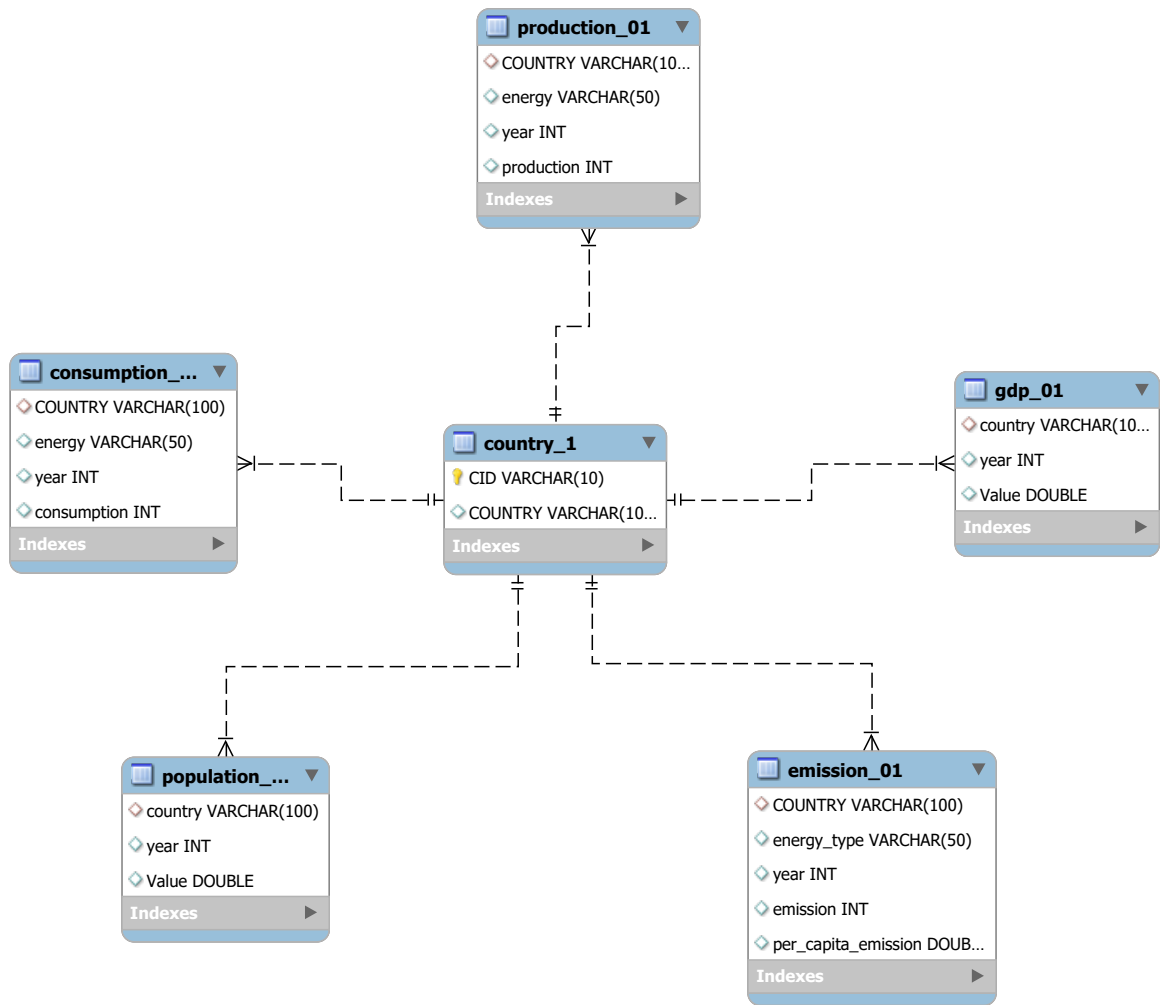 production_01
COUNTRY VARCHAR(10...
energy VARCHAR(50)
year INT
production INT
Indexes
consumption_...
COUNTRY VARCHAR(100)
energy VARCHAR(50)
year INT
consumption INT
Indexes
country_1
CID VARCHAR(10)
COUNTRY VARCHAR(10...
Indexes
gdp_01
country VARCHAR(10...
year INT
Value DOUBLE
Indexes
population_...
country VARCHAR(100)
year INT
Value DOUBLE
Indexes
emission_01
COUNTRY VARCHAR(100)
energy_type VARCHAR(50)
year INT
emission INT
per_capita_emission DOUB...
Indexes